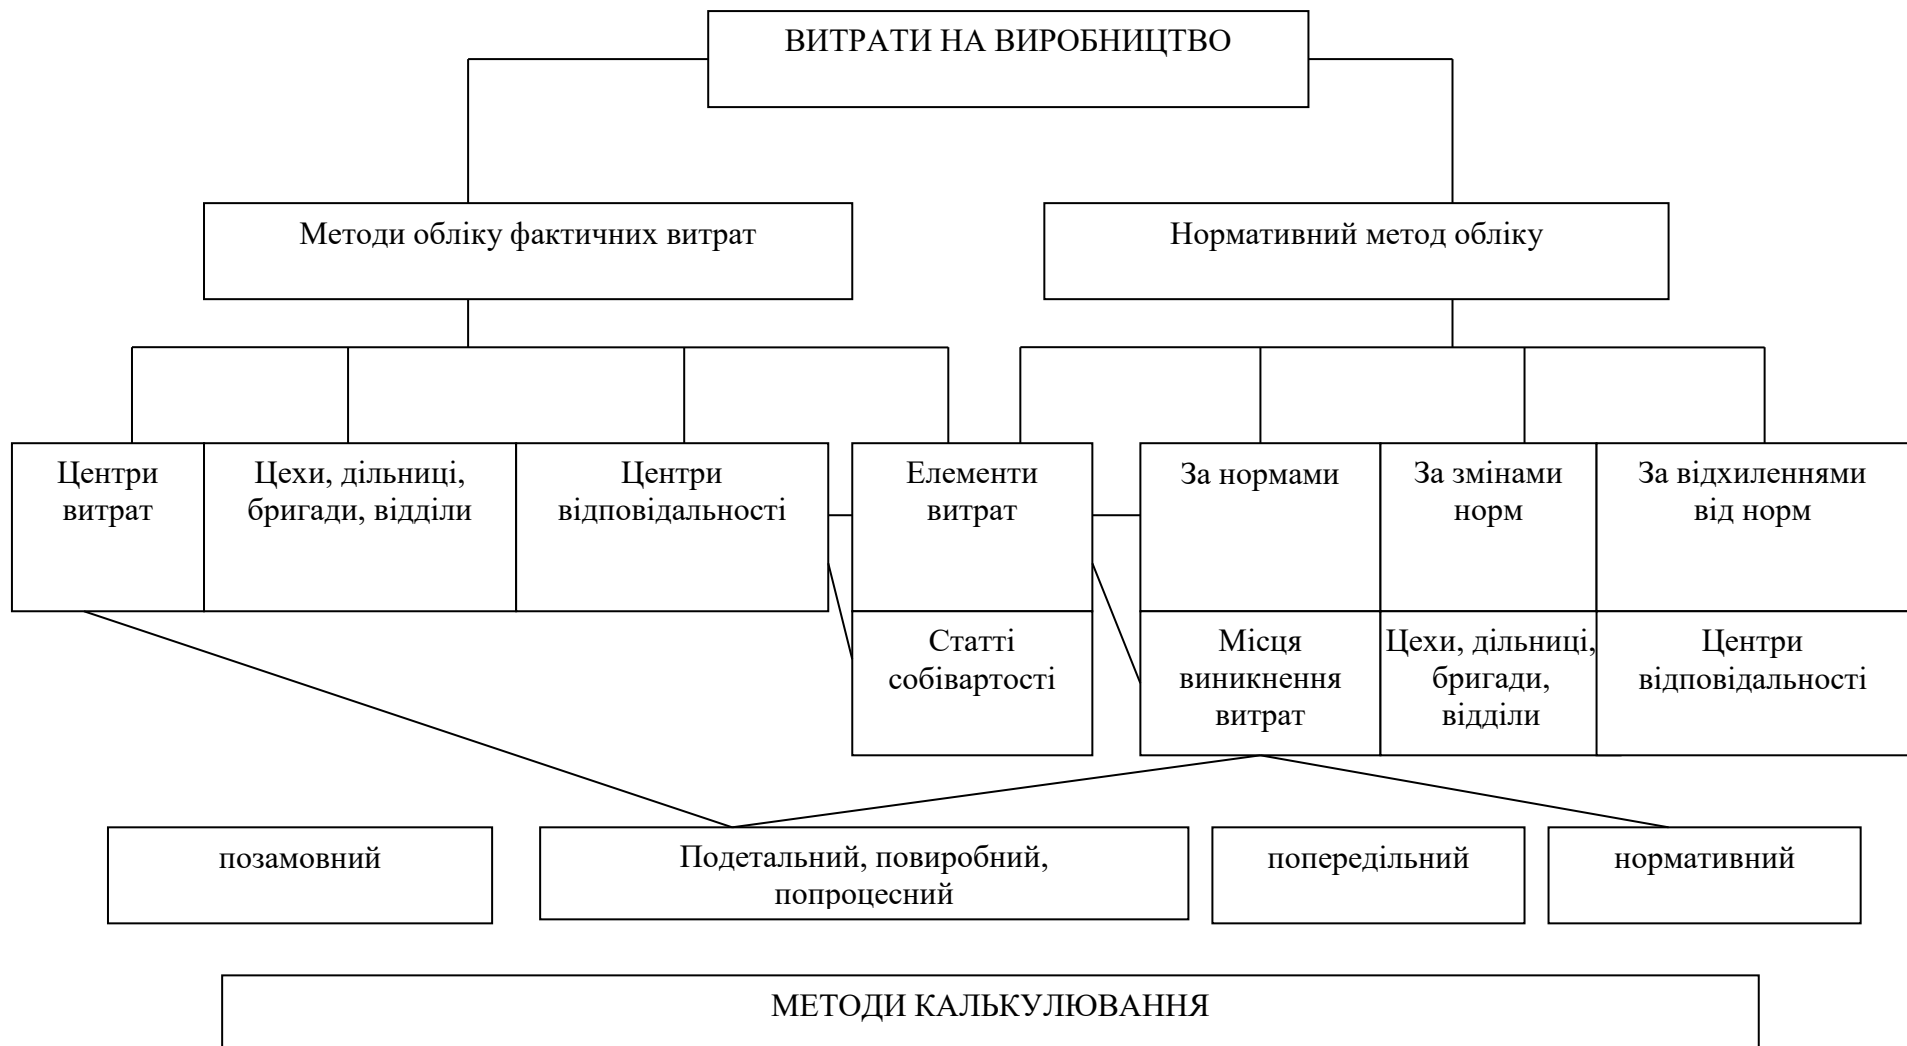 ВИТРАТИ НА ВИРОБНИЦТВО
Методи обліку фактичних витрат
Нормативний метод обліку
Центри
витрат
Цехи, дільниці,
бригади, відділи
Центри
відповідальності
Елементи
витрат
За нормами
За змінами
норм
За відхиленнями
від норм
Статті
собівартості
Місця
виникнення
витрат
Цехи, дільниці,
бригади,
відділи
Центри
відповідальності
позамовний
Подетальний, повиробний,
попроцесний
попередільний
нормативний
МЕТОДИ КАЛЬКУЛЮВАННЯ